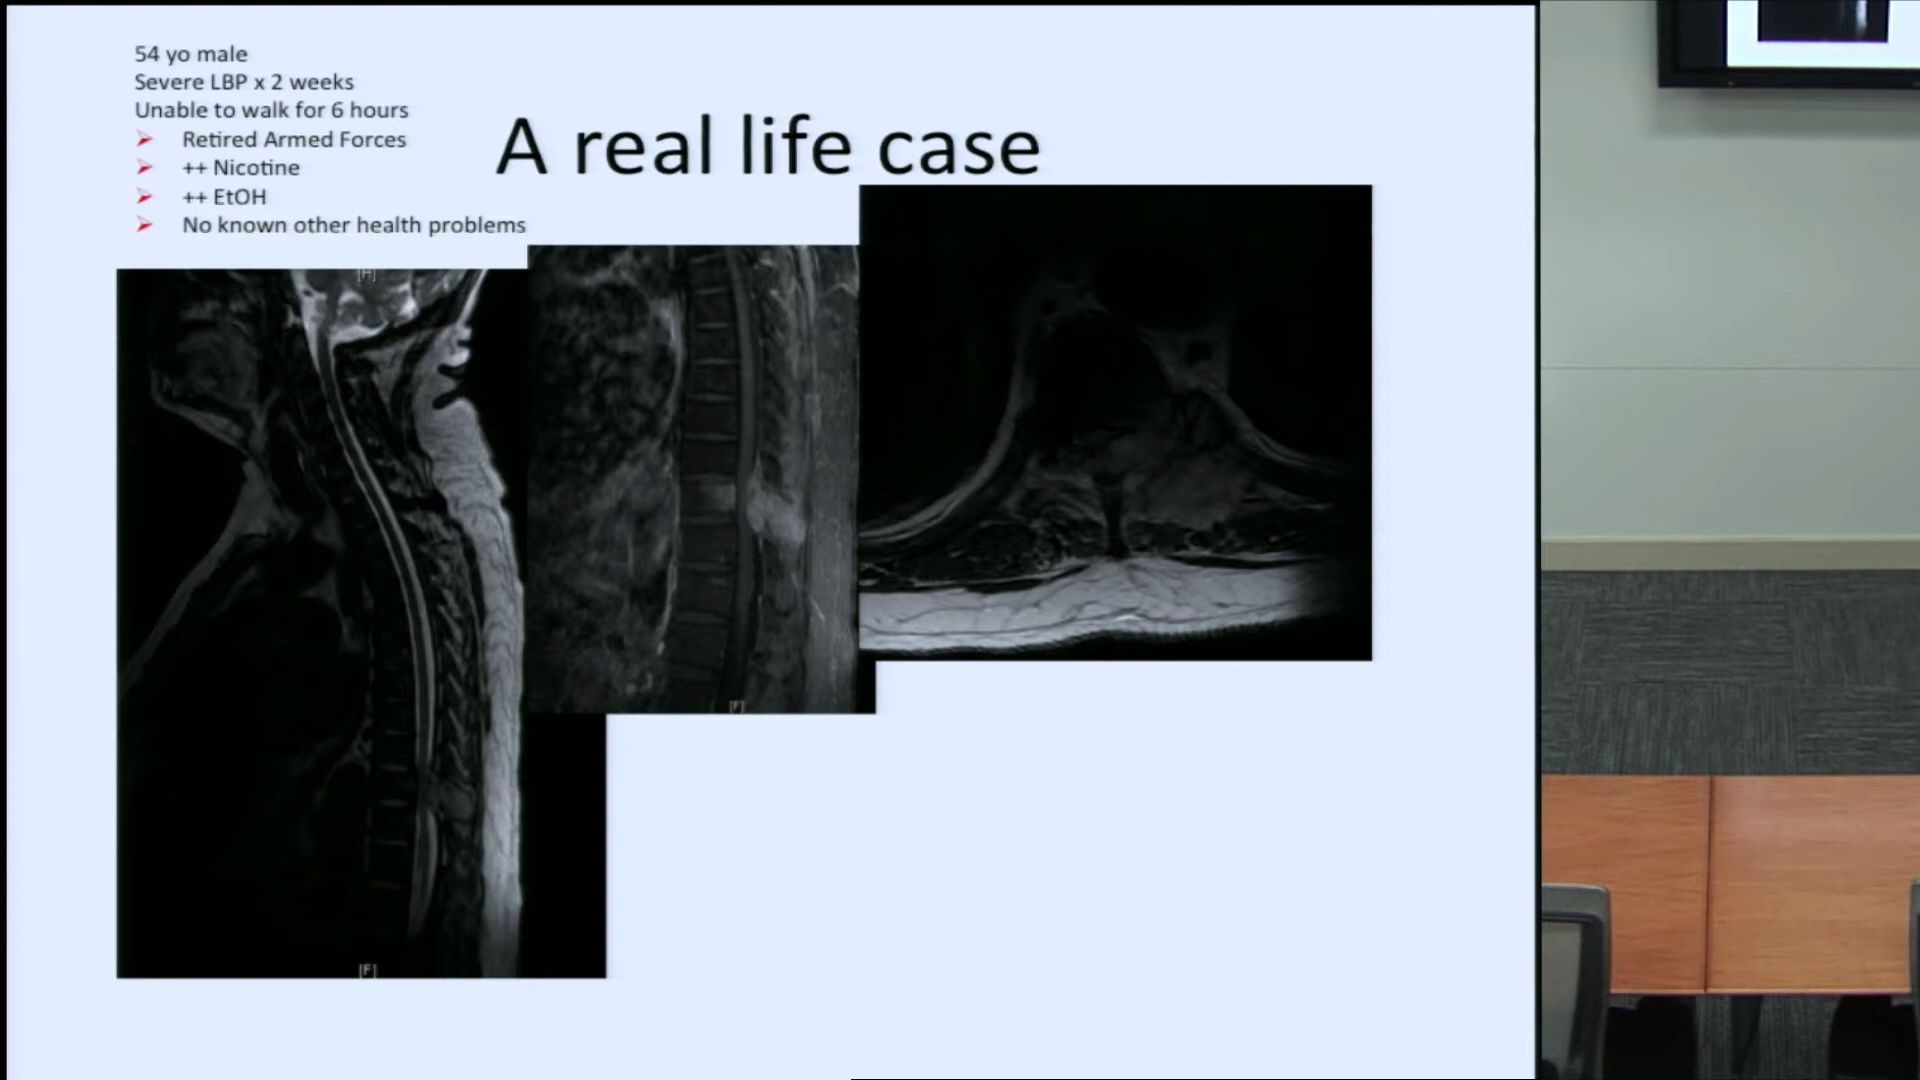 54 yo male
Severe LBP x 2 weeks
Unable to walk for 6 hours
➢ Retired Armed Forces
➢ ++ Nicotine
➢ ++ EtOH
➢ No known other health problems
A real life case
[H]
[F]
[F]